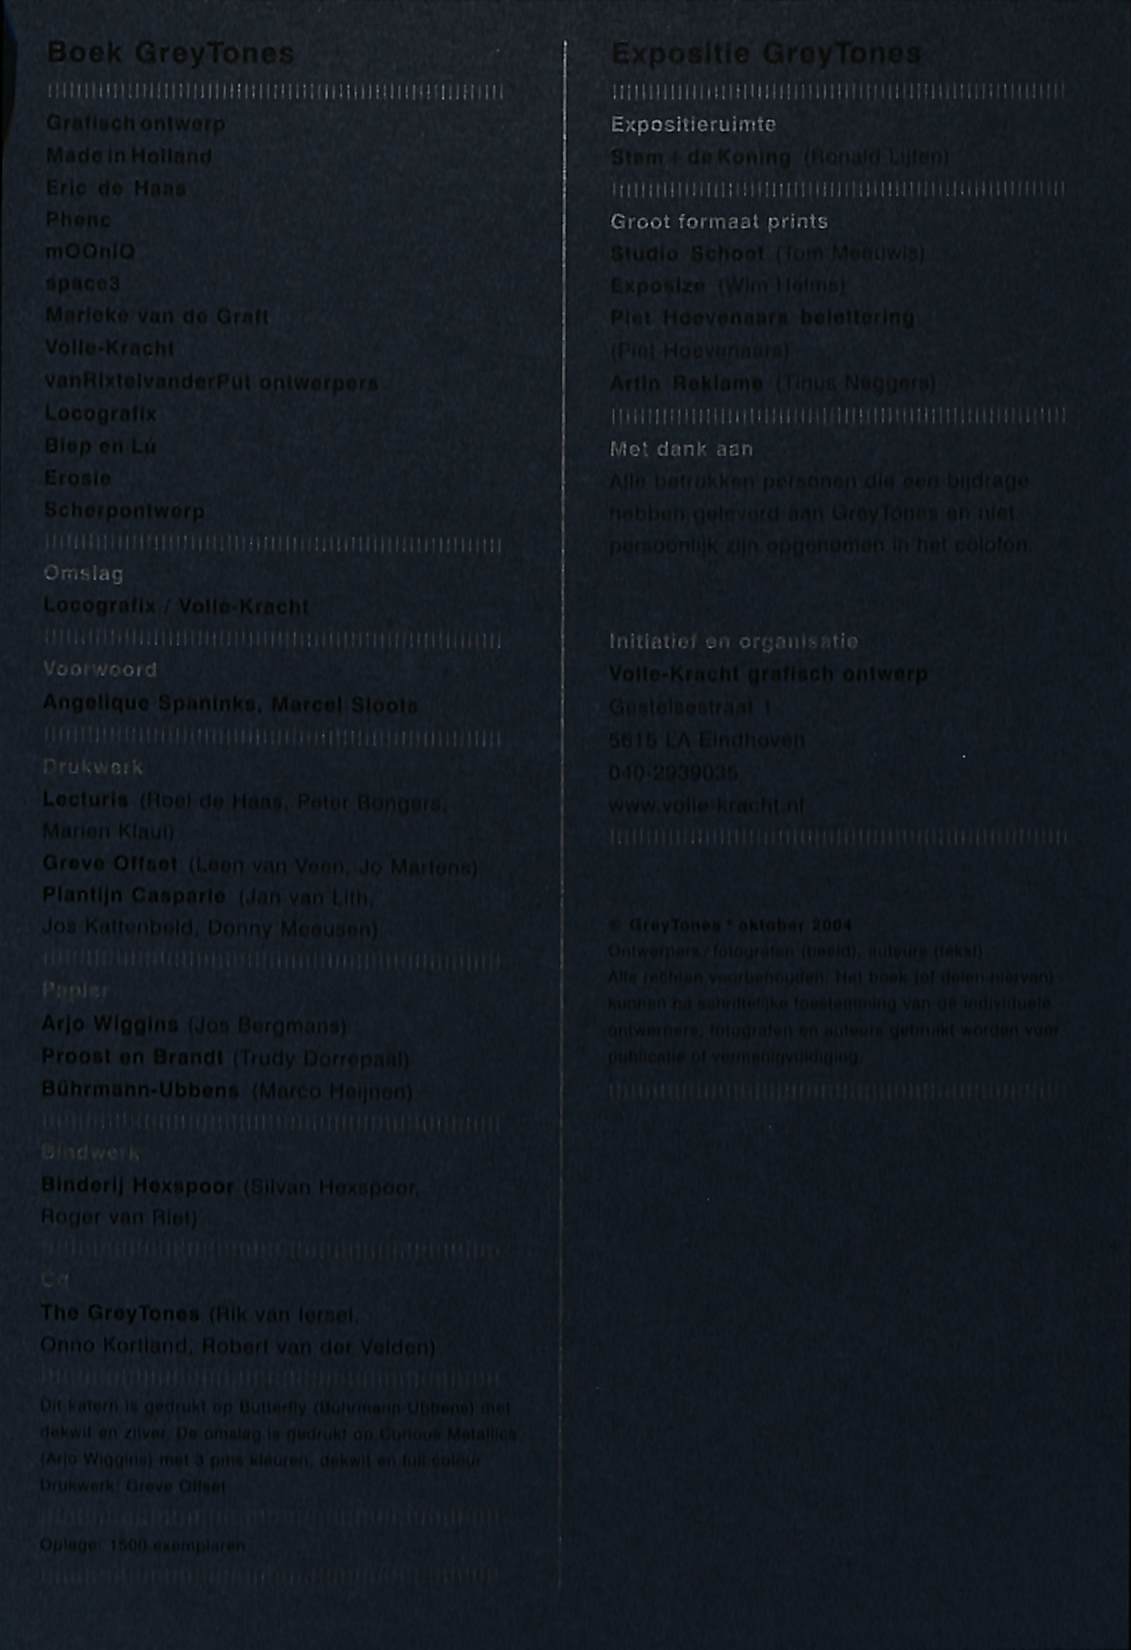 Boek GreyTones
Grafisch ontwerp
Made in Holland
Eric de Haas
Phenc
mOOnIQ
space3
Marieke van de Graft
Volle-Kracht
vanRixtelvanderPut ontwerpers
Locografix
Biep en Lú
Erosie
Scherpontwerp
Omslag
Locografix / Volle-Kracht
Voorwoord
Angelique Spaninks, Marcel Sloots
Drukwerk
Lecturis (Roel de Haas, Peter Bongers,
Marien Klaui)
Greve Offset (Leen van Veen, Jo Martens)
Plantijn Casparie (Jan van Lith,
Jos Kattenbeld, Donny Meeusen)
Papier
Arjo Wiggins (Jos Bergmans)
Proost en Brandt (Trudy Dorrepaal)
Bührmann-Ubbens (Marco Heijnen)
Bindwerk
Binderij Hexspoor (Silvan Hexspoor,
Roger van Riet)
Cd
The GreyTones (Rik van Iersel,
Onno Kortland, Robert van der Velden)
Dit katern is gedrukt op Butterfly (Bührmann-Ubbens) met
dekwit en zilver. De omslag is gedrukt op Curious Metallics
(Arjo Wiggins) met 3 pms kleuren, dekwit en full colour
Drukwerk: Greve Offset
Oplage: 1500 exemplaren
Expositie GreyTones
Expositieruimte
Stam + de Koning (Ronald Lijten)
Groot formaat prints
Studio Schoot (Tom Meeuwis)
Exposize (Wim Helms)
Piet Hoevenaars belettering
(Piet Hoevenaars)
Artin Reklame (Tinus Neggers)
Met dank aan
Alle betrokken personen die een bijdrage
hebben geleverd aan GreyTones en niet
persoonlijk zijn opgenomen in het colofon.
Initiatief en organisatie
Volle-Kracht grafisch ontwerp
Gestelsestraat 1
5615 LA Eindhoven
040-2939035
www.volle-kracht.nl
© GreyTones * oktober 2004
Ontwerpers / fotografen (beeld), auteurs (tekst)
Alle rechten voorbehouden. Het boek (of delen hiervan)
kunnen na schriftelijke toestemming van de individuele
ontwerpers, fotografen en auteurs gebruikt worden voor
publicatie of vermenigvuldiging.